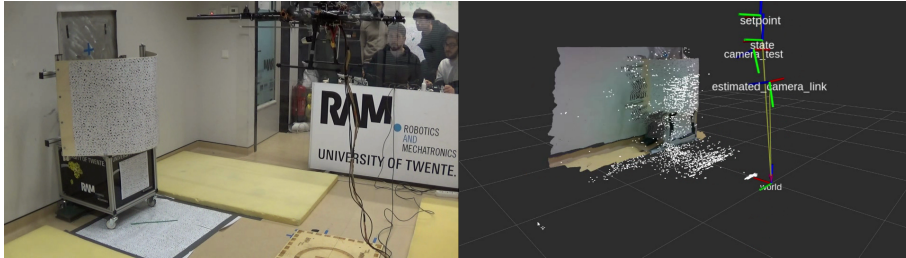 RAM
ROBOTICS
AND
MECHATRONICS
UNIVERSITY OF TWENTE.
RAM
setpoint
state
camera_test
estimated_camera_link
world